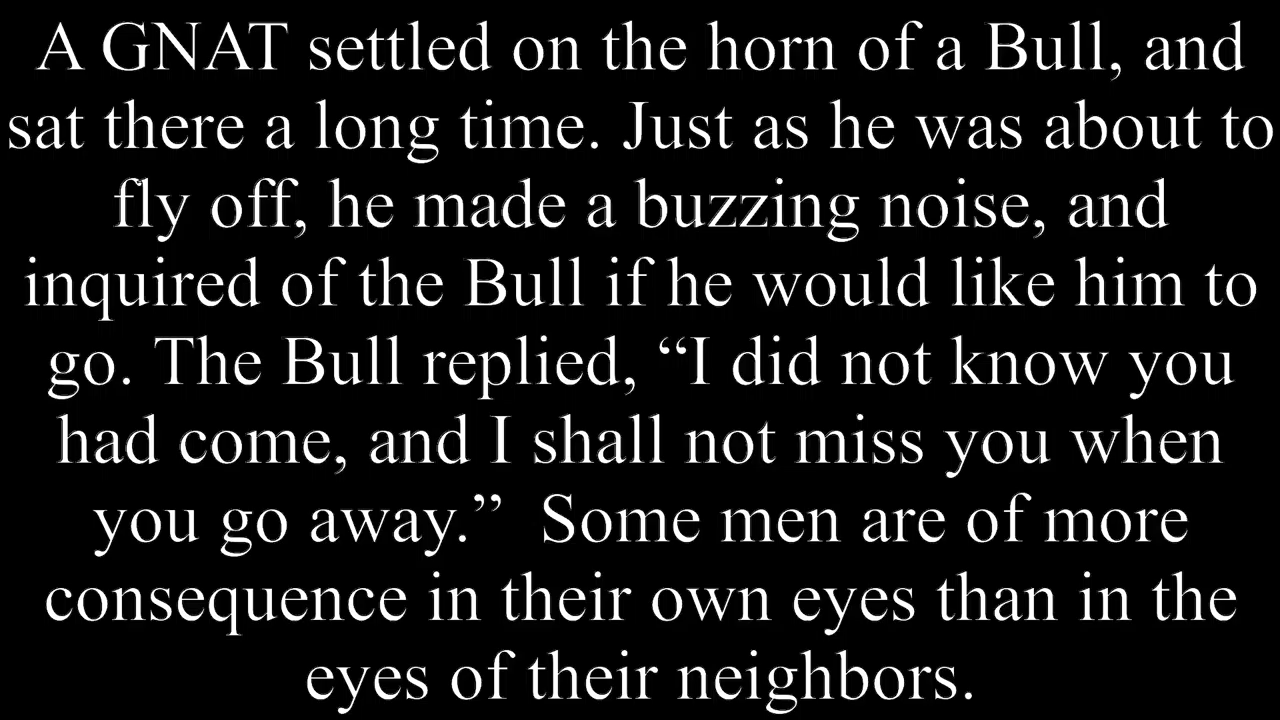 A GNAT settled on the horn of a Bull, and
sat there a long time. Just as he was about to
fly off, he made a buzzing noise, and
inquired of the Bull if he would like him to
go. The Bull replied, “I did not know you
had come, and I shall not miss you when
you go away.”  Some men are of more
consequence in their own eyes than in the
eyes of their neighbors.